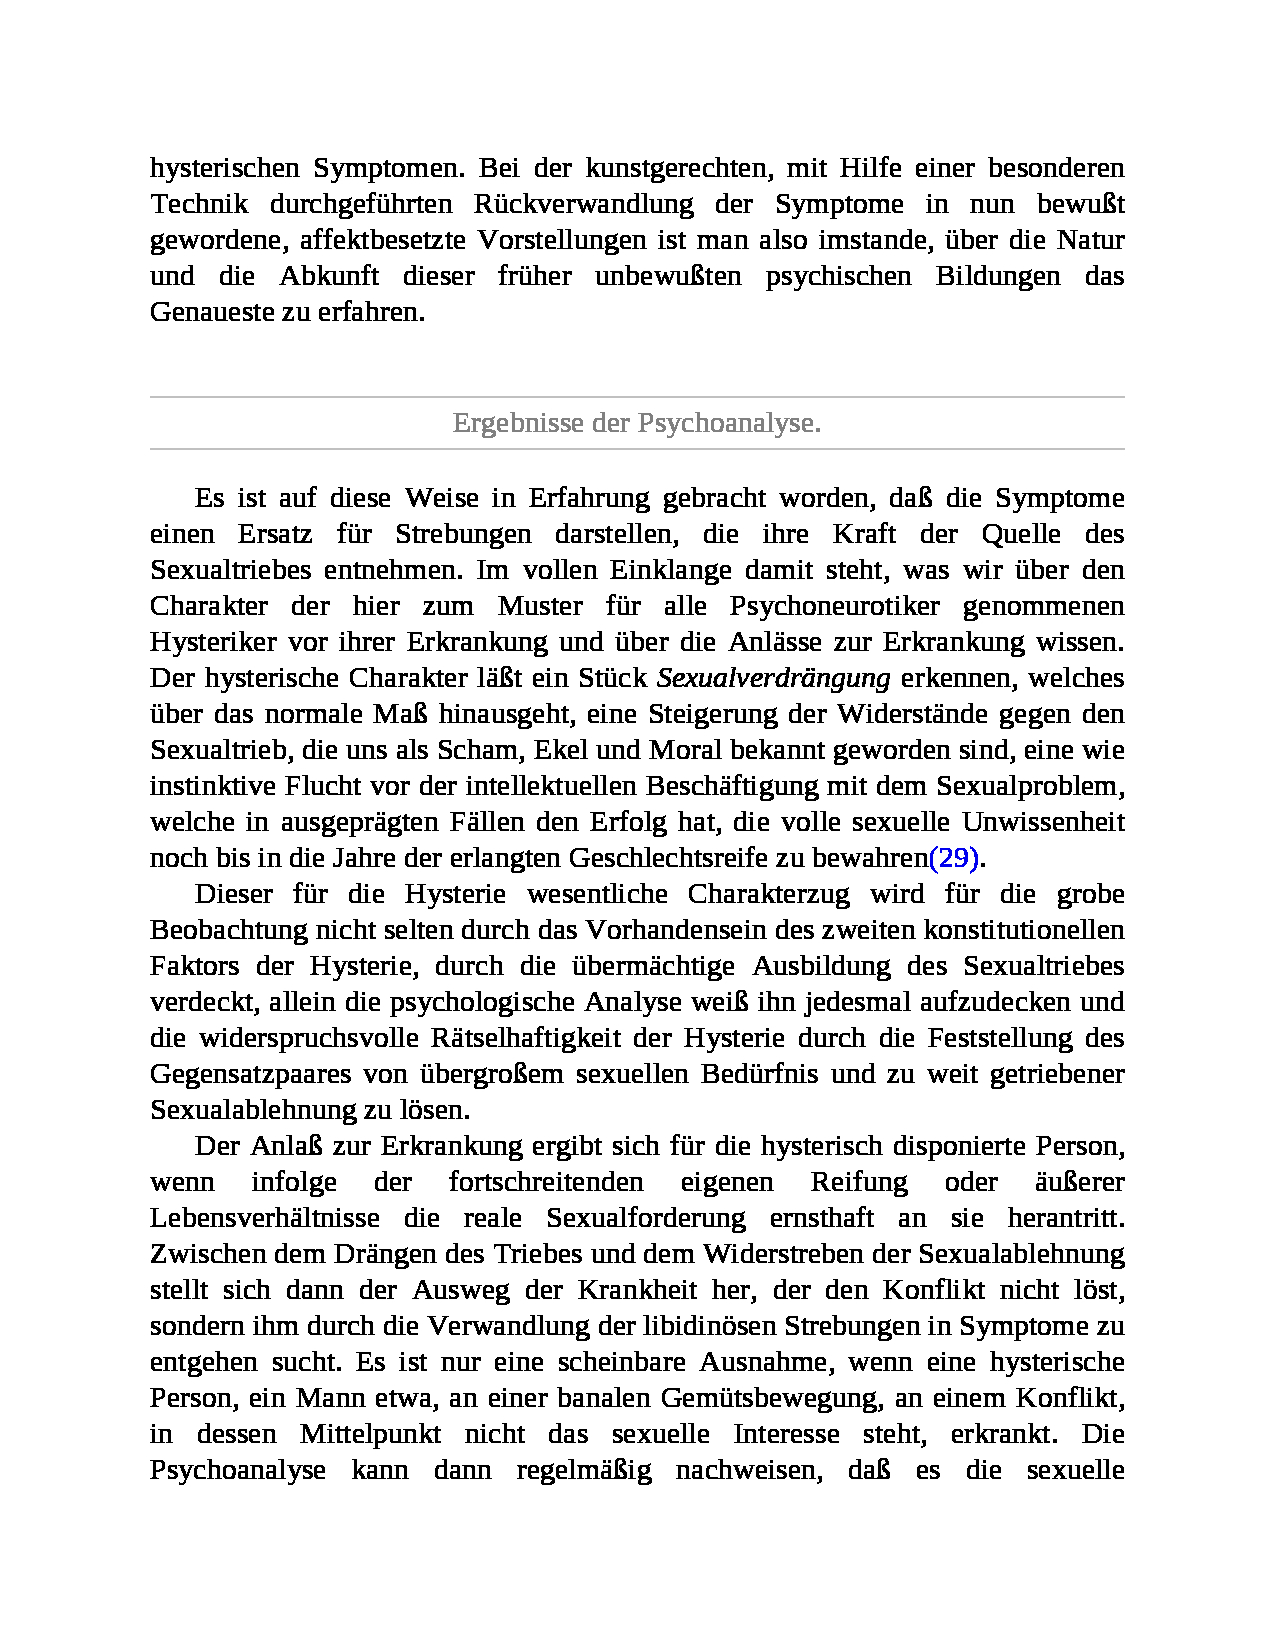 hysterischen Symptomen. Bei der kunstgerechten, mit Hilfe einer besonderen
Technik durchgeführten Rückverwandlung der Symptome in nun bewußt
gewordene, affektbesetzte Vorstellungen ist man also imstande, über die Natur
und die Abkunft dieser früher unbewußten psychischen Bildungen das
Genaueste zu erfahren.
Ergebnisse der Psychoanalyse.
Es ist auf diese Weise in Erfahrung gebracht worden, daß die Symptome
einen Ersatz für Strebungen darstellen, die ihre Kraft der Quelle des
Sexualtriebes entnehmen. Im vollen Einklange damit steht, was wir über den
Charakter der hier zum Muster für alle Psychoneurotiker genommenen
Hysteriker vor ihrer Erkrankung und über die Anlässe zur Erkrankung wissen.
Der hysterische Charakter läßt ein Stück Sexualverdrängung erkennen, welches
über das normale Maß hinausgeht, eine Steigerung der Widerstände gegen den
Sexualtrieb, die uns als Scham, Ekel und Moral bekannt geworden sind, eine wie
instinktive Flucht vor der intellektuellen Beschäftigung mit dem Sexualproblem,
welche in ausgeprägten Fällen den Erfolg hat, die volle sexuelle Unwissenheit
noch bis in die Jahre der erlangten Geschlechtsreife zu bewahren(29).
Dieser für die Hysterie wesentliche Charakterzug wird für die grobe
Beobachtung nicht selten durch das Vorhandensein des zweiten konstitutionellen
Faktors der Hysterie, durch die übermächtige Ausbildung des Sexualtriebes
verdeckt, allein die psychologische Analyse weiß ihn jedesmal aufzudecken und
die widerspruchsvolle Rätselhaftigkeit der Hysterie durch die Feststellung des
Gegensatzpaares von übergroßem sexuellen Bedürfnis und zu weit getriebener
Sexualablehnung zu lösen.
Der Anlaß zur Erkrankung ergibt sich für die hysterisch disponierte Person,
wenn infolge der fortschreitenden eigenen Reifung oder äußerer
Lebensverhältnisse die reale Sexualforderung ernsthaft an sie herantritt.
Zwischen dem Drängen des Triebes und dem Widerstreben der Sexualablehnung
stellt sich dann der Ausweg der Krankheit her, der den Konflikt nicht löst,
sondern ihm durch die Verwandlung der libidinösen Strebungen in Symptome zu
entgehen sucht. Es ist nur eine scheinbare Ausnahme, wenn eine hysterische
Person, ein Mann etwa, an einer banalen Gemütsbewegung, an einem Konflikt,
in dessen Mittelpunkt nicht das sexuelle Interesse steht, erkrankt. Die
Psychoanalyse kann dann regelmäßig nachweisen, daß es die sexuelle